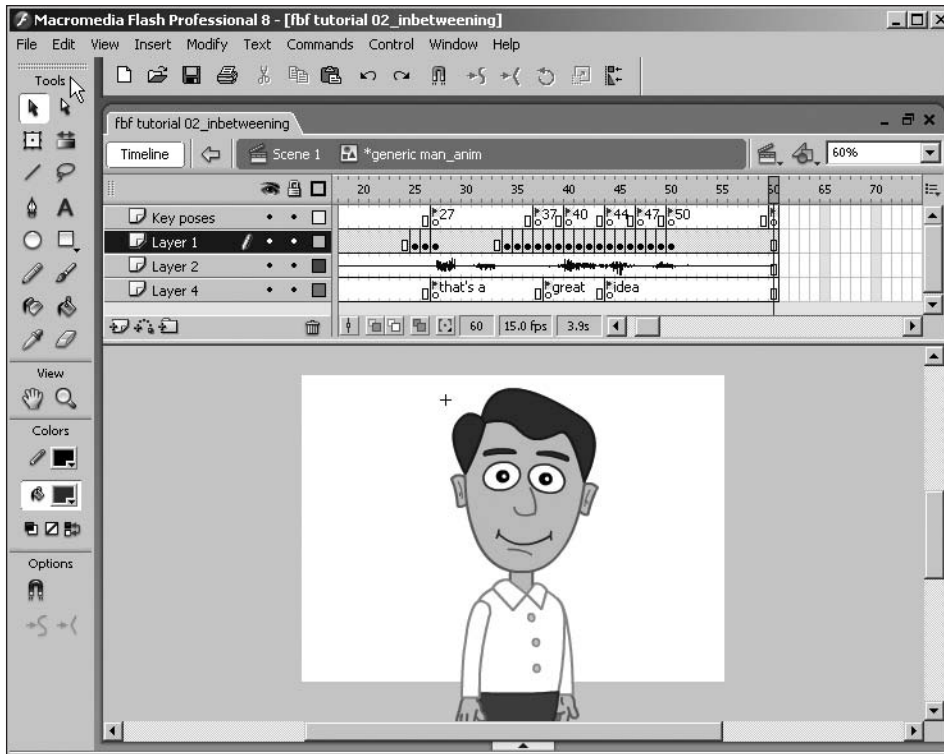 Macromedia Flash Professional 8 - [fbf tutorial 02_inbetweening]
File Edit View Insert Modify Text Commands Control Window Help
Tools
fbf tutorial 02_inbetweening
Timeline Scene 1 *generic man_anim 60%
20 25 30 35 40 45 50 55 60 65 70
Key poses 27 37 40 44 47 50
Layer 1
Layer 2
Layer 4 that's a great idea
60 15.0 fps 3.9s
View
Colors
Options